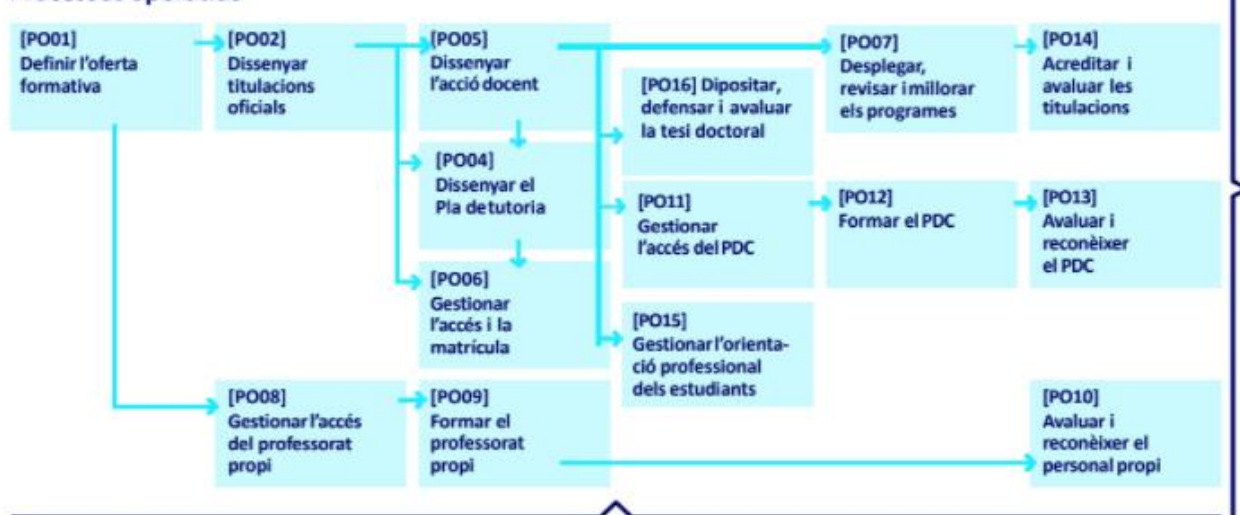 [PO01]
Definir l'oferta
formativa
[PO02]
Dissenyar
titulacions
oficials
[PO05]
Dissenyar
l'acció docent
[PO07]
Desplegar,
revisar i millorar
els programes
[PO14]
Acreditar i
avaluar les
titulacions
[PO16] Dipositar,
defensar i avaluar
la tesi doctoral
[PO04]
Dissenyar el
Pla de tutoria
[PO11]
Gestionar
l'accés del PDC
[PO12]
Formar el PDC
[PO13]
Avaluar i
reconèixer
el PDC
[PO06]
Gestionar
l'accés i la
matrícula
[PO15]
Gestionar l'orienta-
ció professional
dels estudiants
[PO08]
Gestionar l'accés
del professorat
propi
[PO09]
Formar el
professorat
propi
[PO10]
Avaluar i
reconèixer el
personal propi